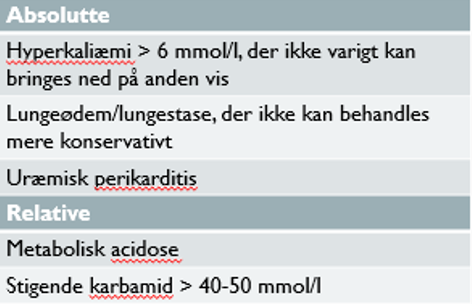 Absolutte
Hyperkaliæmi > 6 mmol/l, der ikke varigt kan
bringes ned på anden vis
Lungeødem/lungestase, der ikke kan behandles
mere konservativt
Uræmisk perikarditis
Relative
Metabolisk acidose
Stigende karbamid > 40-50 mmol/l